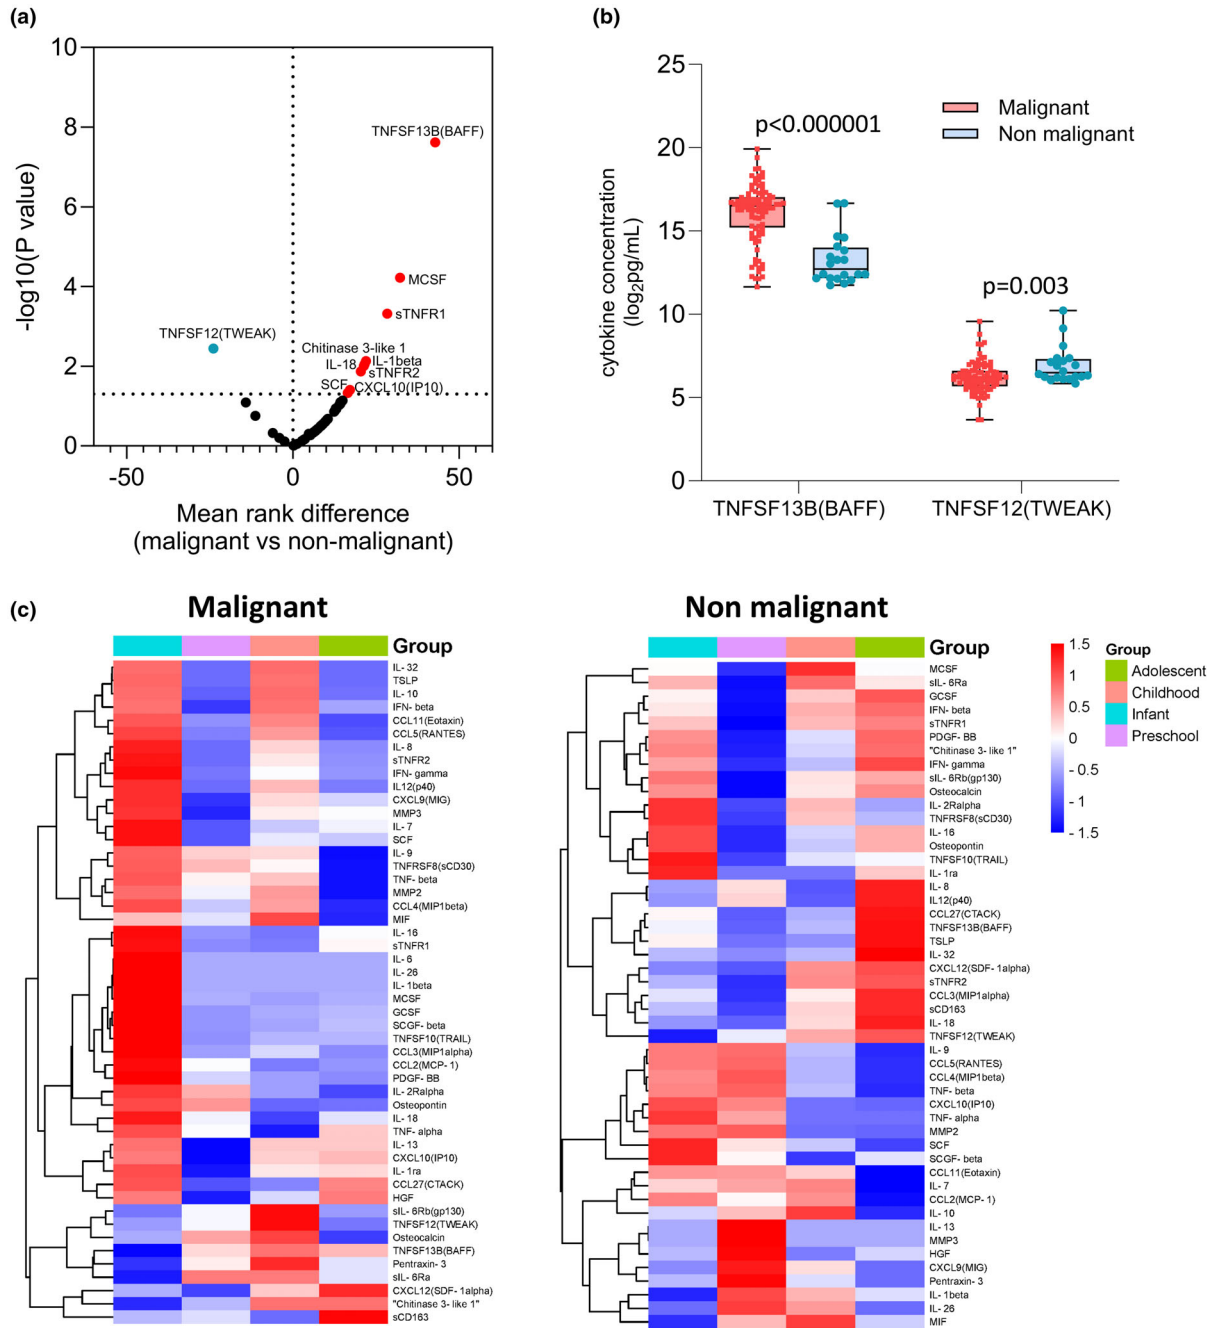 (a)
10
8
6
4
2
0
-log10(P value)
TNFSF13B(BAFF)
MCSF
sTNFR1
TNFSF12(TWEAK)
Chitinase 3-like 1
IL-18
IL-1beta
sTNFR2
SCF
CXCL10(IP10)
-50
0
50
Mean rank difference
(malignant vs non-malignant)
(b)
25
20
15
10
5
0
cytokine concentration
(log2pg/mL)
p<0.000001
p=0.003
Malignant
Non malignant
TNFSF13B(BAFF)
TNFSF12(TWEAK)
(c)
Malignant
Group
IL- 32
TSLP
IL- 10
IFN- beta
CCL11(Eotaxin)
CCL5(RANTES)
IL- 8
sTNFR2
IFN- gamma
IL12(p40)
CXCL9(MIG)
MMP3
IL- 7
SCF
IL- 9
TNFRSF8(sCD30)
TNF- beta
MMP2
CCL4(MIP1beta)
MIF
IL- 16
sTNFR1
IL- 6
IL- 26
IL- 1beta
MCSF
GCSF
SCGF- beta
TNFSF10(TRAIL)
CCL3(MIP1alpha)
CCL2(MCP- 1)
PDGF- BB
IL- 2Ralpha
Osteopontin
IL- 18
TNF- alpha
IL- 13
CXCL10(IP10)
IL- 1ra
CCL27(CTACK)
HGF
sIL- 6Rb(gp130)
TNFSF12(TWEAK)
Osteocalcin
TNFSF13B(BAFF)
Pentraxin- 3
sIL- 6Ra
CXCL12(SDF- 1alpha)
"Chitinase 3- like 1"
sCD163
Non malignant
Group
MCSF
sIL- 6Ra
GCSF
IFN- beta
sTNFR1
PDGF- BB
"Chitinase 3- like 1"
IFN- gamma
sIL- 6Rb(gp130)
Osteocalcin
IL- 2Ralpha
TNFRSF8(sCD30)
IL- 16
Osteopontin
TNFSF10(TRAIL)
IL- 1ra
IL- 8
IL12(p40)
CCL27(CTACK)
TNFSF13B(BAFF)
TSLP
IL- 32
CXCL12(SDF- 1alpha)
sTNFR2
CCL3(MIP1alpha)
sCD163
IL- 18
TNFSF12(TWEAK)
IL- 9
CCL5(RANTES)
CCL4(MIP1beta)
TNF- beta
CXCL10(IP10)
TNF- alpha
MMP2
SCF
SCGF- beta
CCL11(Eotaxin)
IL- 7
CCL2(MCP- 1)
IL- 10
IL- 13
MMP3
HGF
CXCL9(MIG)
Pentraxin- 3
IL- 1beta
IL- 26
MIF
1.5
1
0.5
0
- 0.5
- 1
- 1.5
Group
Adolescent
Childhood
Infant
Preschool